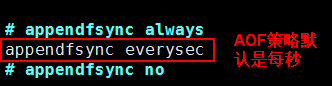 # appendfsync always
appendfsync everysec
# appendfsync no
AOF策略默
认是每秒